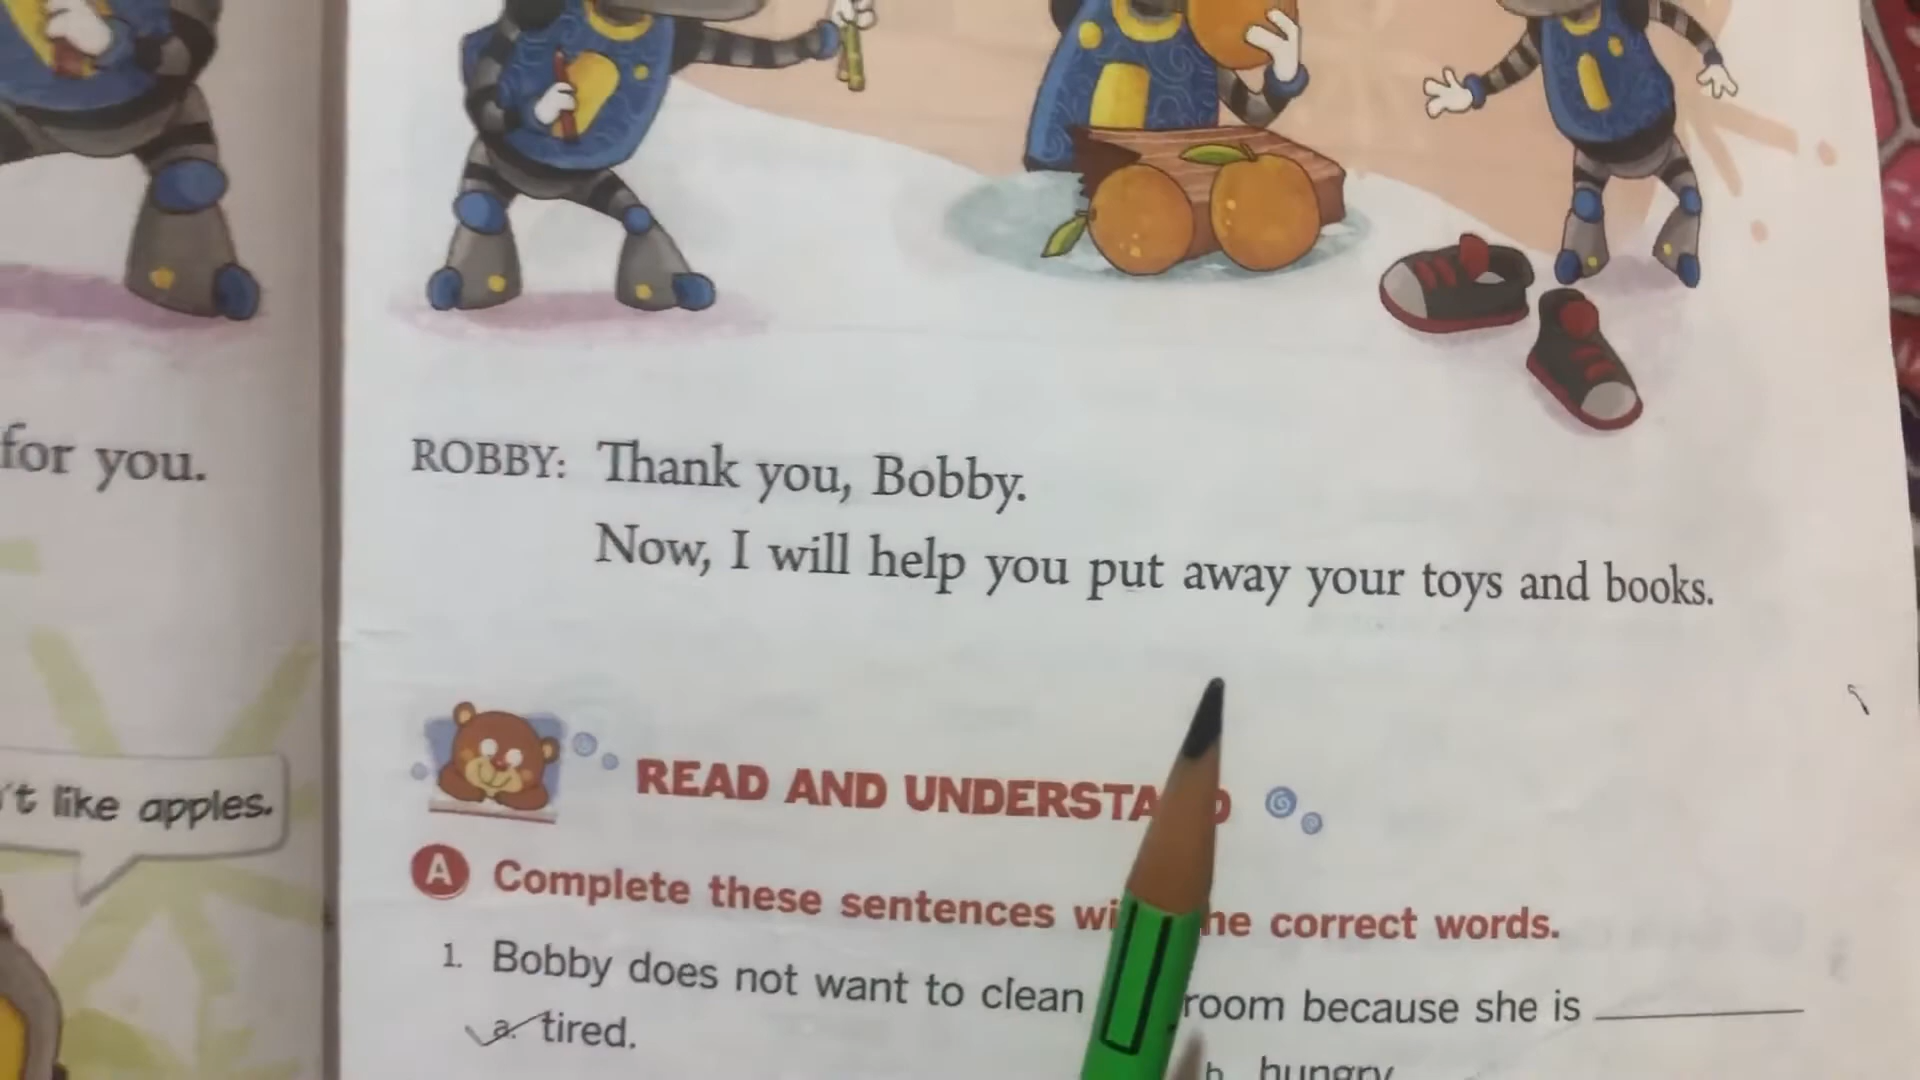 for you.
't like apples.
ROBBY: Thank you, Bobby.
Now, I will help you put away your toys and books.
READ AND UNDERSTA D
A Complete these sentences wi he correct words.
1. Bobby does not want to clean room because she is
a. tired.
b hungry